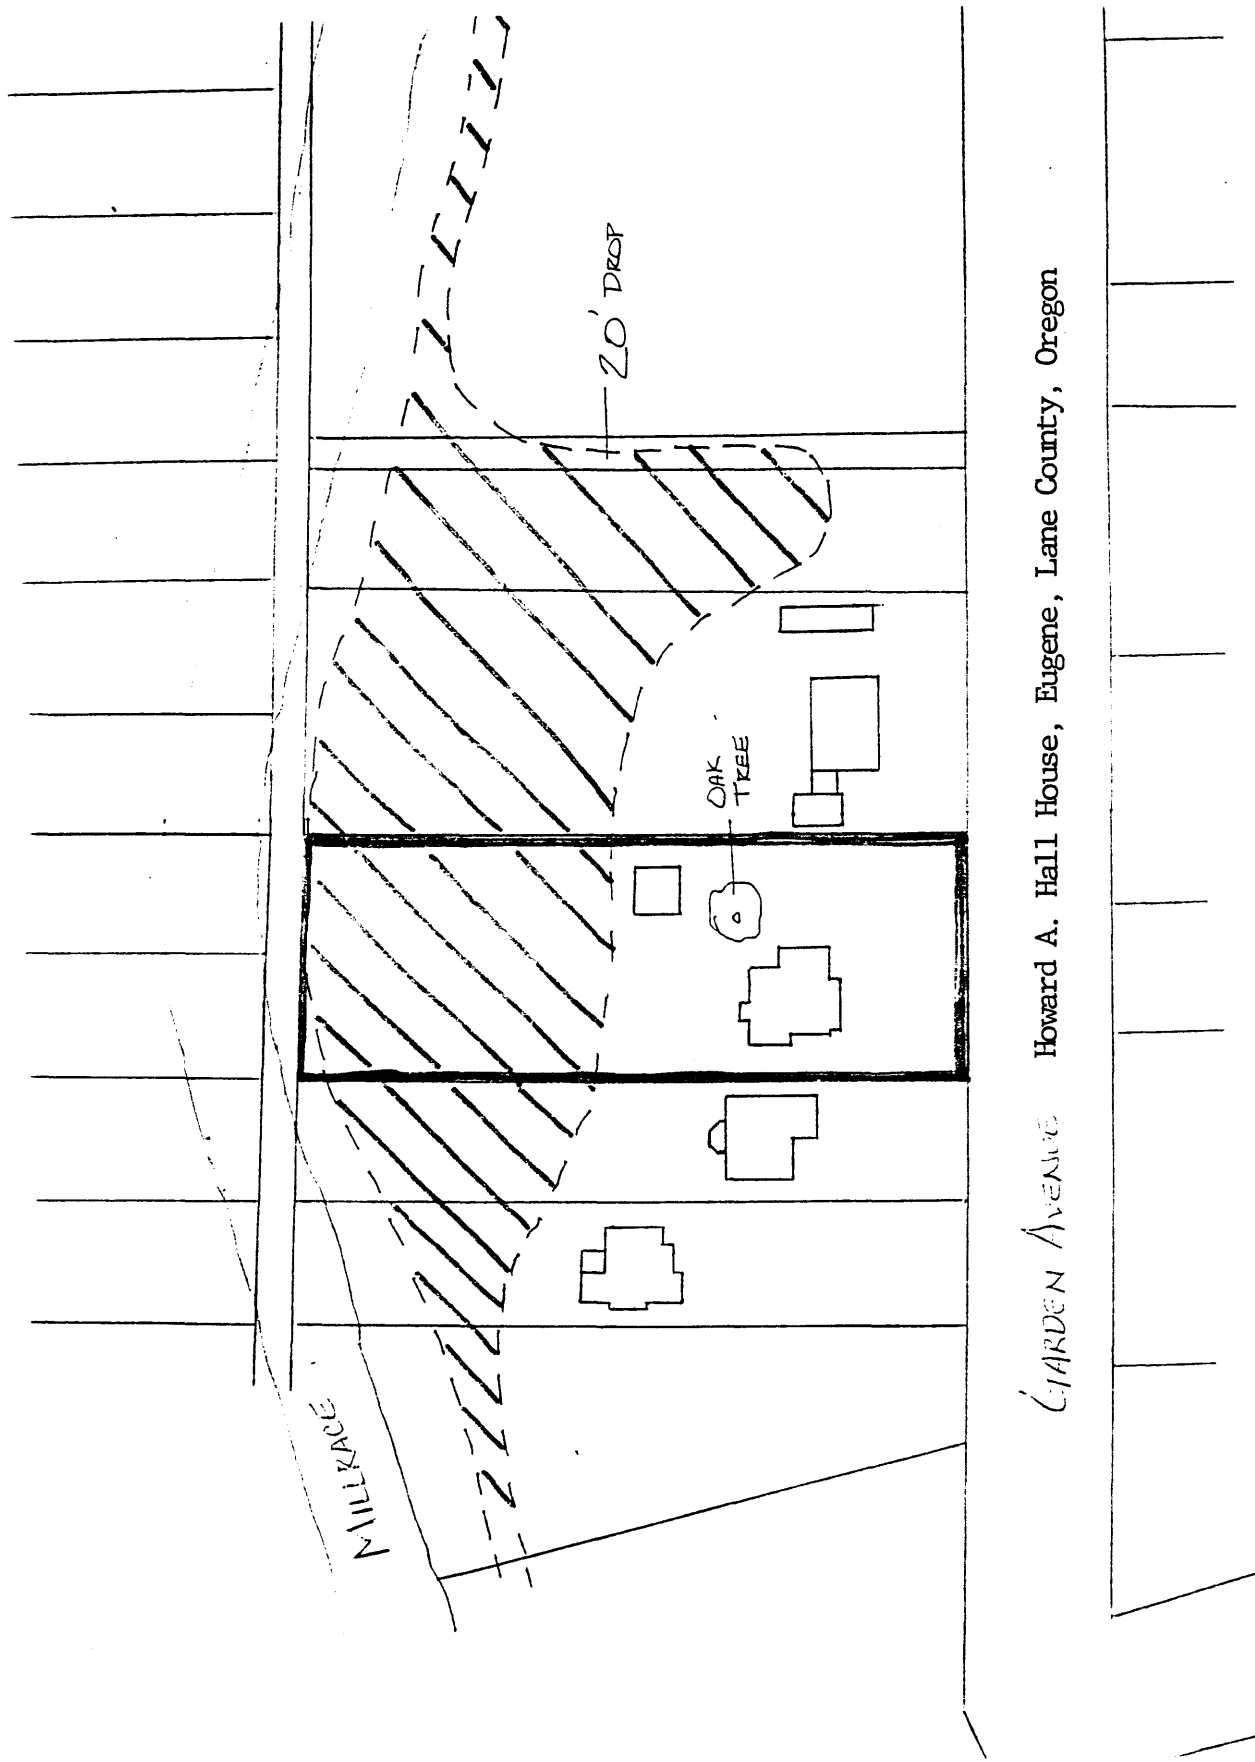 MILLRACE
20' DROP
OAK
TREE
GARDEN AVENUE
Howard A. Hall House, Eugene, Lane County, Oregon